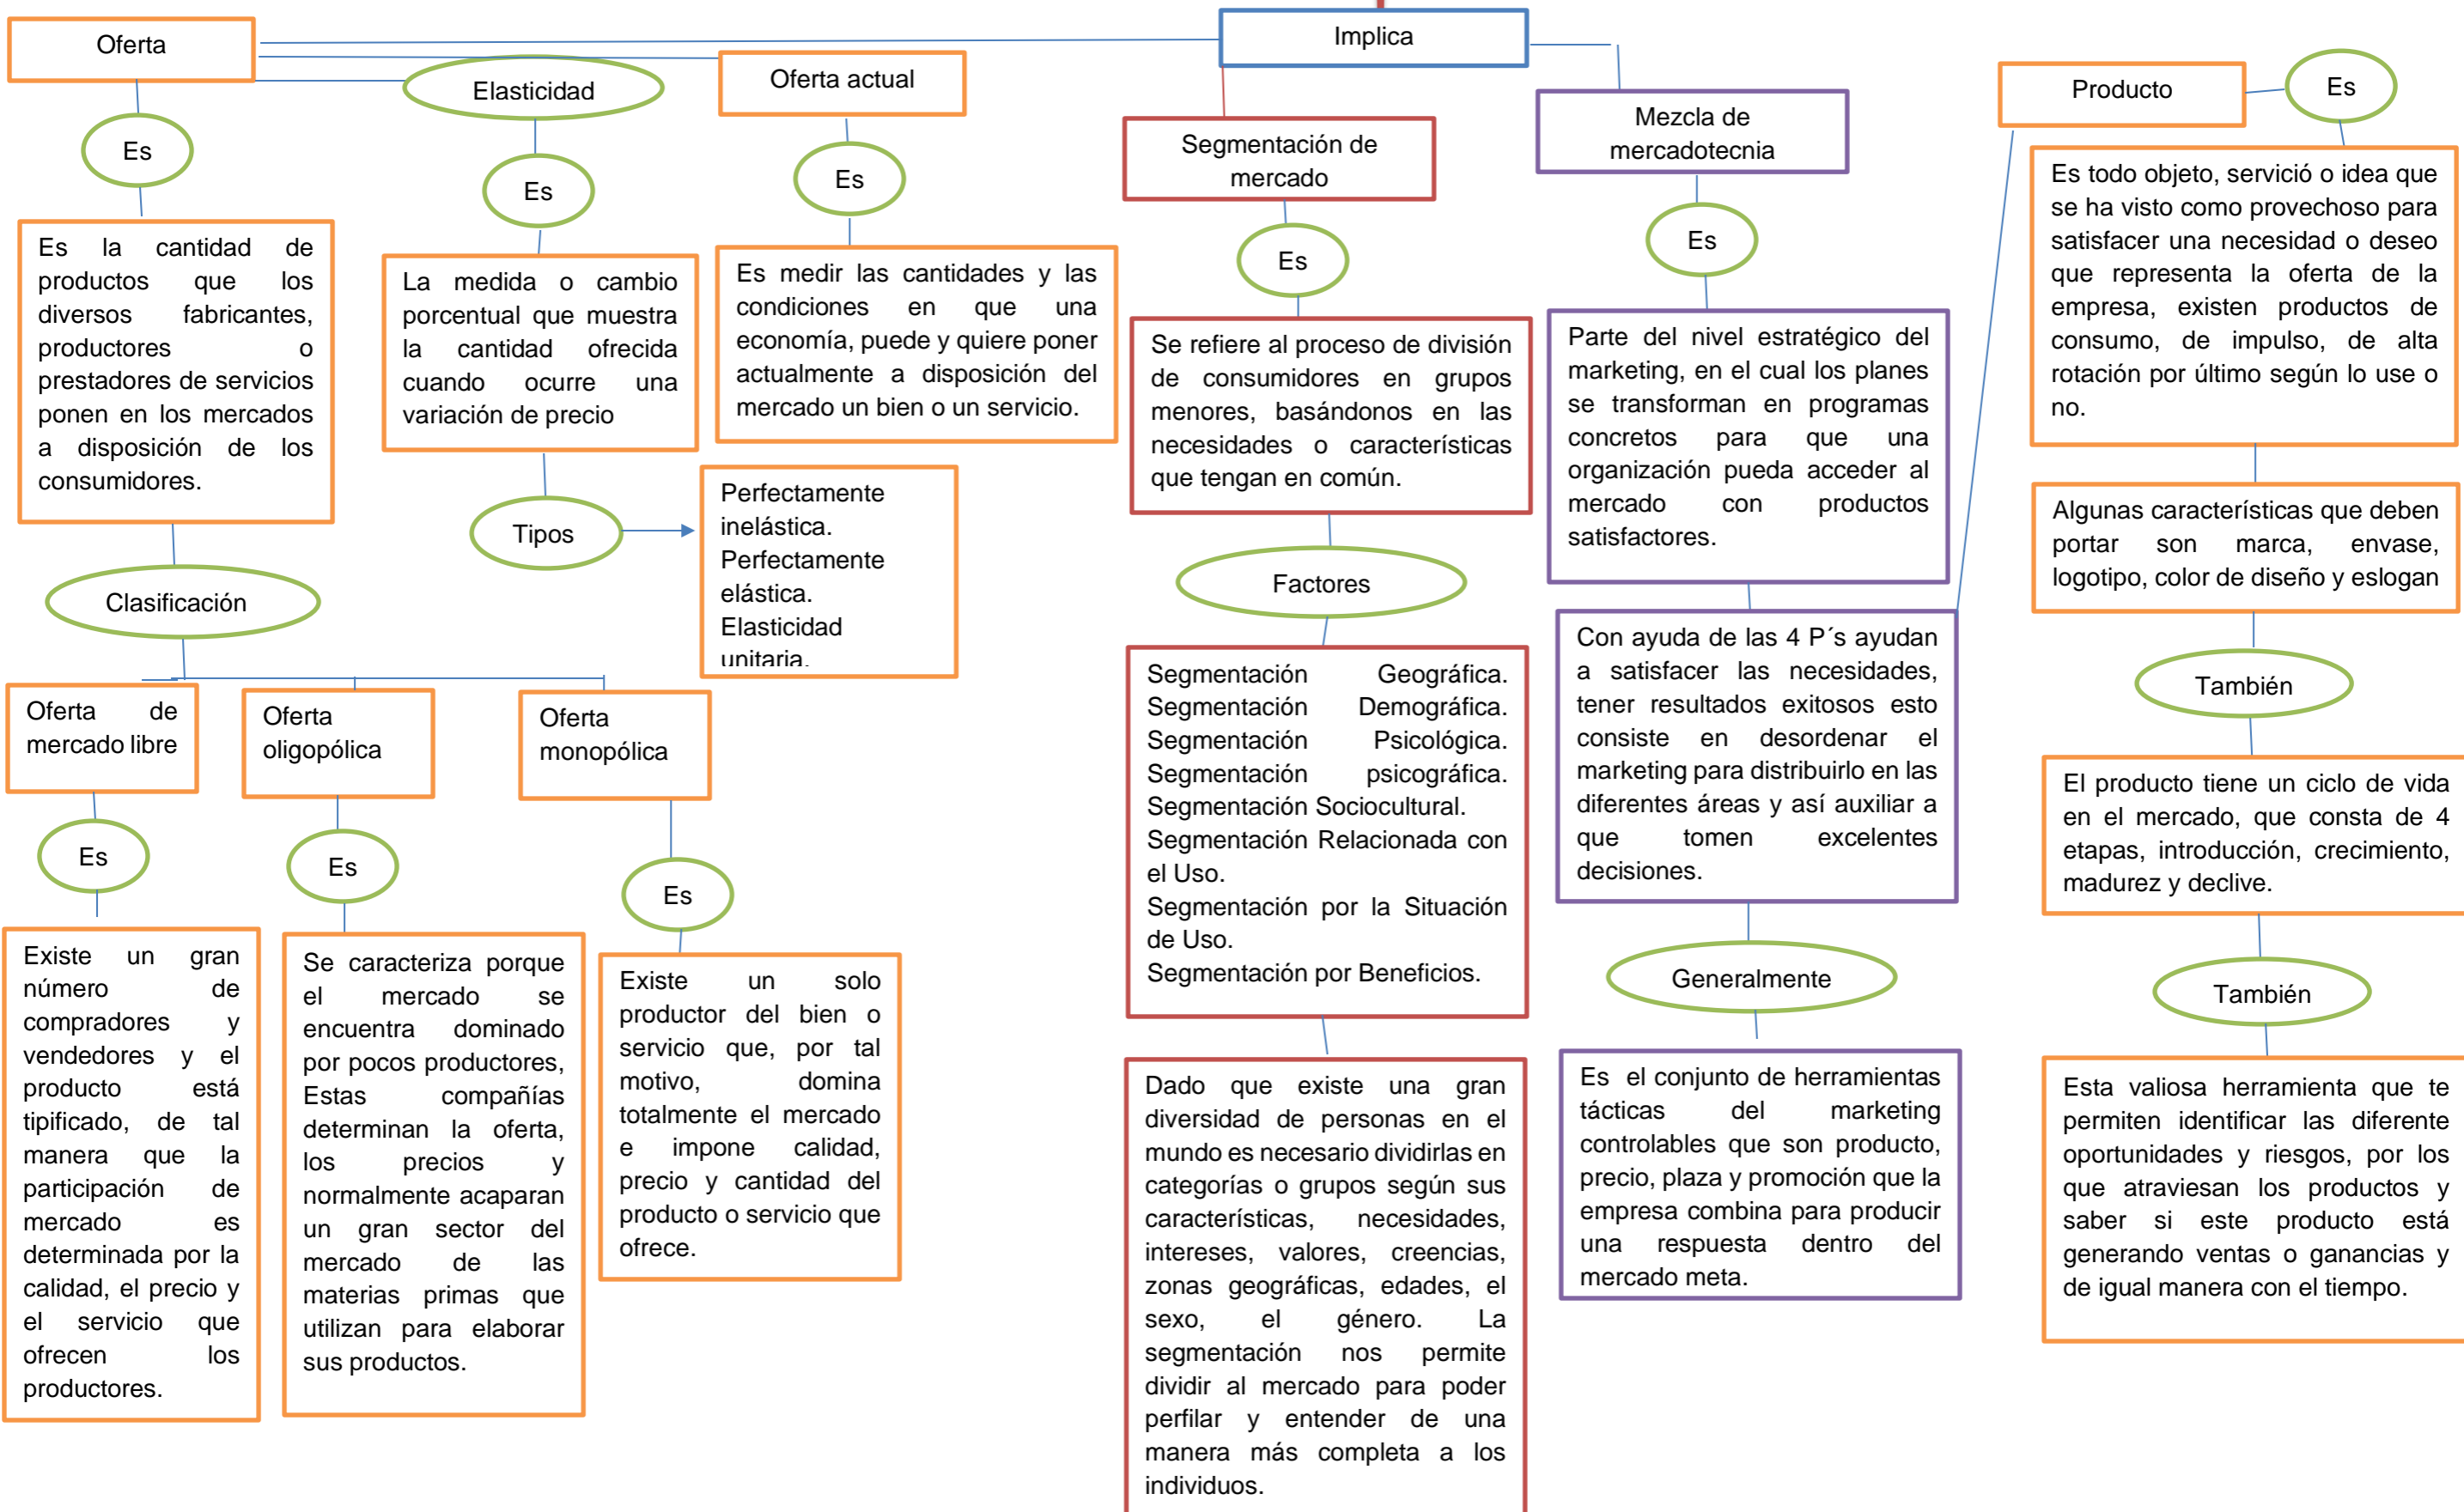 Implica
Oferta
Es
Es la cantidad de
productos que los
diversos fabricantes,
productores o
prestadores de servicios
ponen en los mercados
a disposición de los
consumidores.
Clasificación
Oferta de
mercado libre
Es
Existe un gran
número de
compradores y
vendedores y el
producto está
tipificado, de tal
manera que la
participación de
mercado es
determinada por la
calidad, el precio y
el servicio que
ofrecen los
productores.
Oferta
oligopólica
Es
Se caracteriza porque
el mercado se
encuentra dominado
por pocos productores,
Estas compañías
determinan la oferta,
los precios y
normalmente acaparan
un gran sector del
mercado de las
materias primas que
utilizan para elaborar
sus productos.
Oferta
monopólica
Es
Existe un solo
productor del bien o
servicio que, por tal
motivo, domina
totalmente el mercado
e impone calidad,
precio y cantidad del
producto o servicio que
ofrece.
Elasticidad
Es
La medida o cambio
porcentual que muestra
la cantidad ofrecida
cuando ocurre una
variación de precio
Tipos
Perfectamente
inelástica.
Perfectamente
elástica.
Elasticidad
unitaria.
Oferta actual
Es
Es medir las cantidades y las
condiciones en que una
economía, puede y quiere poner
actualmente a disposición del
mercado un bien o un servicio.
Segmentación de
mercado
Es
Se refiere al proceso de división
de consumidores en grupos
menores, basándonos en las
necesidades o características
que tengan en común.
Factores
Segmentación Geográfica.
Segmentación Demográfica.
Segmentación Psicológica.
Segmentación psicográfica.
Segmentación Sociocultural.
Segmentación Relacionada con
el Uso.
Segmentación por la Situación
de Uso.
Segmentación por Beneficios.
Dado que existe una gran
diversidad de personas en el
mundo es necesario dividirlas en
categorías o grupos según sus
características, necesidades,
intereses, valores, creencias,
zonas geográficas, edades, el
sexo, el género. La
segmentación nos permite
dividir al mercado para poder
perfilar y entender de una
manera más completa a los
individuos.
Mezcla de
mercadotecnia
Es
Parte del nivel estratégico del
marketing, en el cual los planes
se transforman en programas
concretos para que una
organización pueda acceder al
mercado con productos
satisfactores.
Con ayuda de las 4 P´s ayudan
a satisfacer las necesidades,
tener resultados exitosos esto
consiste en desordenar el
marketing para distribuirlo en las
diferentes áreas y así auxiliar a
que tomen excelentes
decisiones.
Generalmente
Es el conjunto de herramientas
tácticas del marketing
controlables que son producto,
precio, plaza y promoción que la
empresa combina para producir
una respuesta dentro del
mercado meta.
Producto
Es
Es todo objeto, servició o idea que
se ha visto como provechoso para
satisfacer una necesidad o deseo
que representa la oferta de la
empresa, existen productos de
consumo, de impulso, de alta
rotación por último según lo use o
no.
Algunas características que deben
portar son marca, envase,
logotipo, color de diseño y eslogan
También
El producto tiene un ciclo de vida
en el mercado, que consta de 4
etapas, introducción, crecimiento,
madurez y declive.
También
Esta valiosa herramienta que te
permiten identificar las diferente
oportunidades y riesgos, por los
que atraviesan los productos y
saber si este producto está
generando ventas o ganancias y
de igual manera con el tiempo.